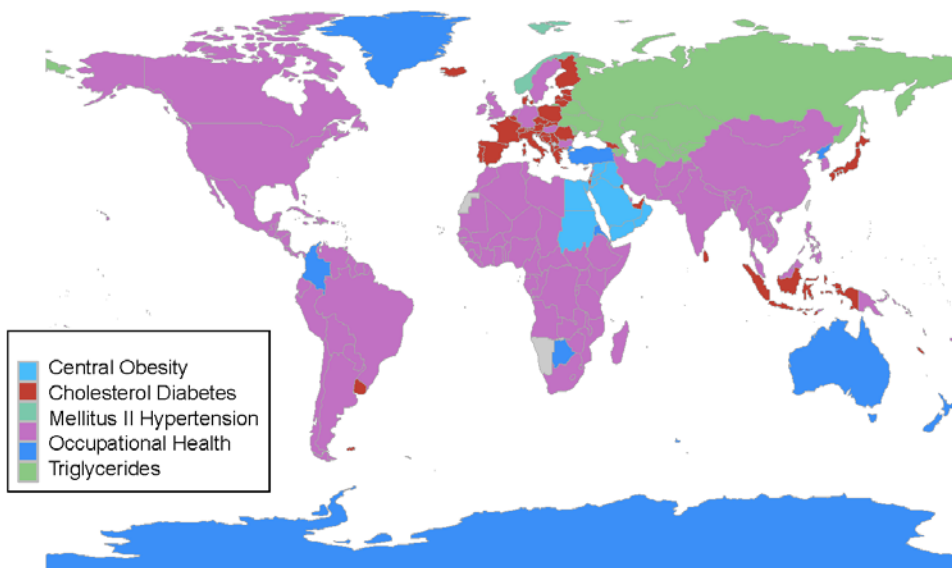 Central Obesity
Cholesterol Diabetes
Mellitus II Hypertension
Occupational Health
Triglycerides